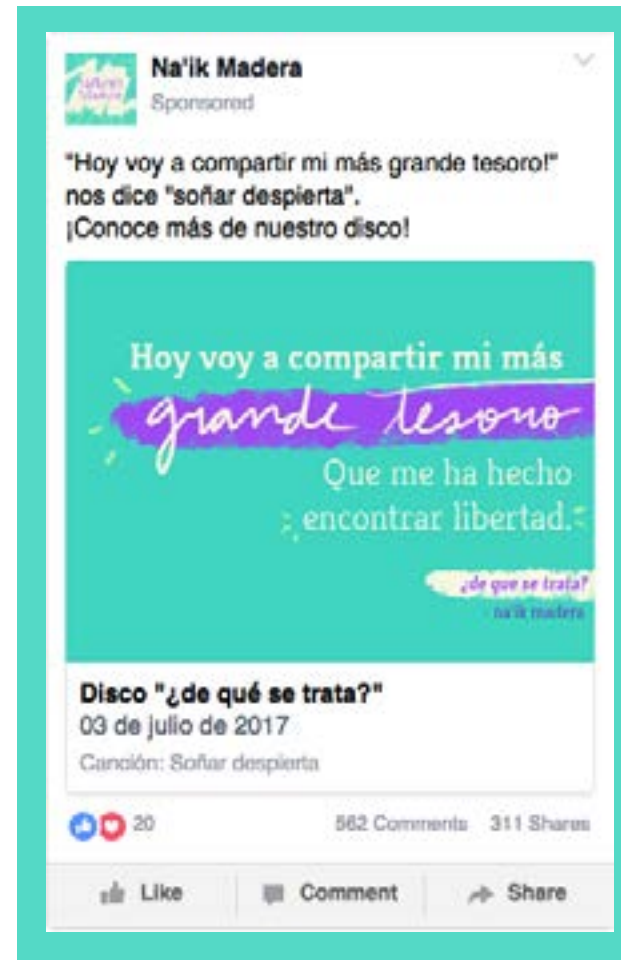 Na'ik Madera
Sponsored
"Hoy voy a compartir mi más grande tesoro!"
nos dice "soñar despierta".
¡Conoce más de nuestro disco!
Hoy voy a compartir mi más
grande tesoro
Que me ha hecho
encontrar libertad.
¿de que se trata?
na'ik madera
Disco "¿de qué se trata?"
03 de julio de 2017
Canción: Soñar despierta
20
562 Comments 311 Shares
Like Comment Share